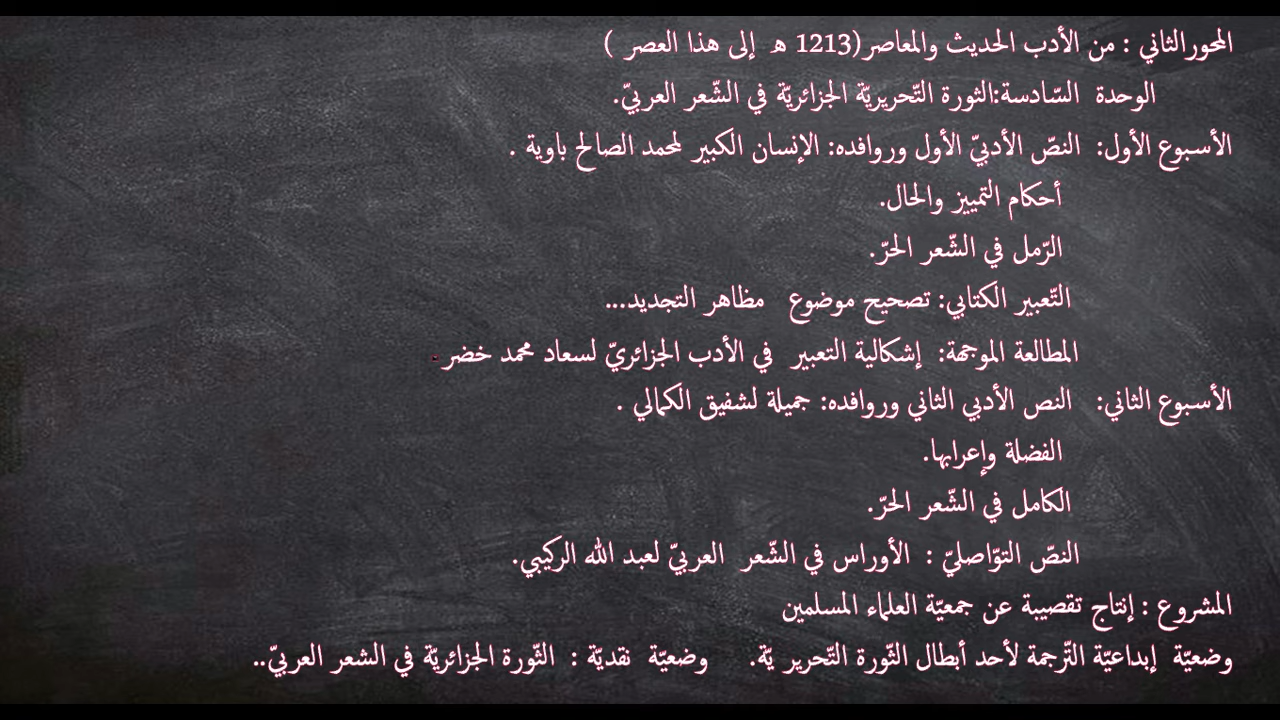 المحورالثاني : من الأدب الحديث والمعاصر(1213 ه إلى هذا العصر )
الوحدة السّادسة:الثورة التّحريريّة الجزائريّة في الشّعر العربيّ.
الأسبوع الأول: النصّ الأدبيّ الأول وروافده: الإنسان الكبير لمحمد الصالح باوية .
أحكام التمييز والحال.
الرّمل في الشّعر الحرّ.
التّعبير الكتابي: تصحيح موضوع مظاهر التجديد...
المطالعة الموجهة: إشكالية التعبير في الأدب الجزائريّ لسعاد محمد خضر -
الأسبوع الثاني: النص الأدبي الثاني وروافده: جميلة لشفيق الكمالي .
الفضلة وإعرابها.
الكامل في الشّعر الحرّ.
النصّ التوّاصليّ : الأوراس في الشّعر العربيّ لعبد الله الركيبي.
المشروع : إنتاج تقصيبة عن جمعيّة العلماء المسلمين
وضعيّة إبداعيّة التّرجمة لأحد أبطال الثّورة التّحرير يّة. وضعيّة نقديّة : الثّورة الجزائريّة في الشعر العربيّ..